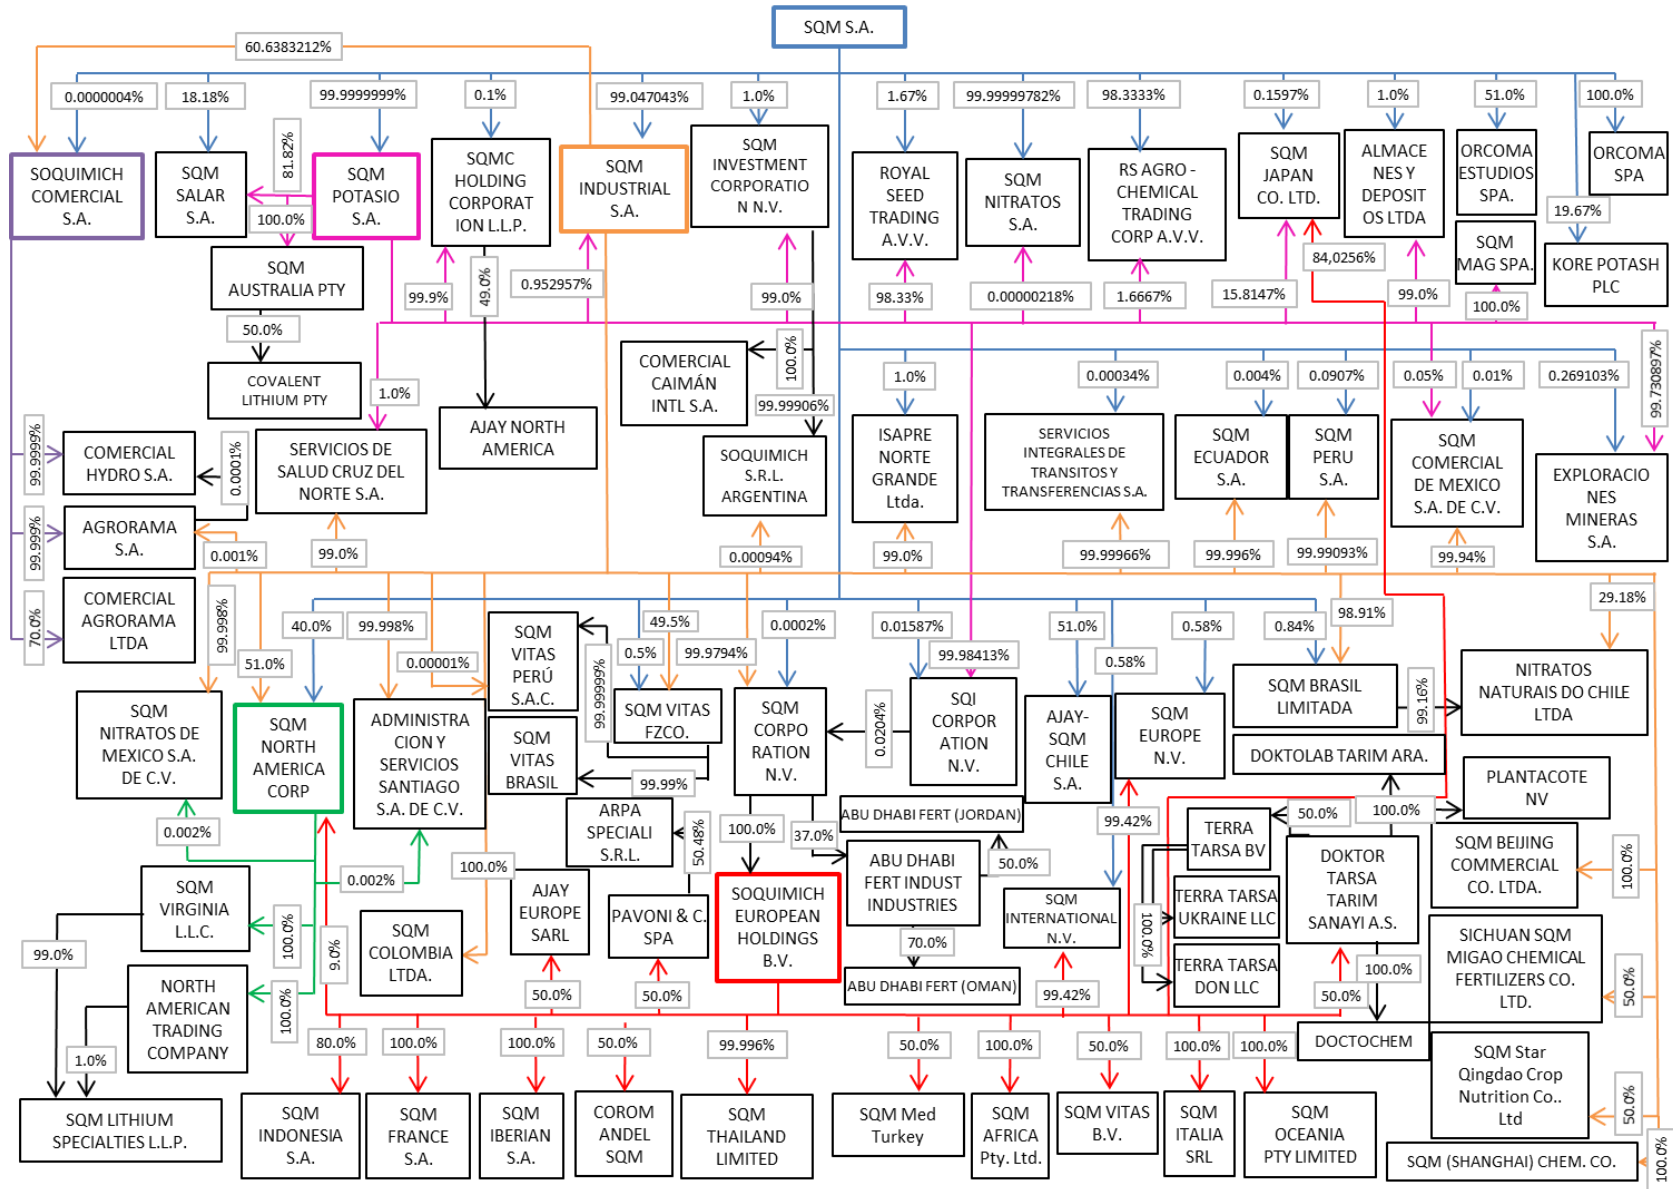 SQM S.A.
60.6383212%
0.0000004%
18.18%
99.9999999%
0.1%
99.047043%
1.0%
1.67%
99.99999782%
98.3333%
0.1597%
1.0%
51.0%
100.0%
SOQUIMICH
COMERCIAL
S.A.
SQM
SALAR
S.A.
81.82%
SQM
POTASIO
S.A.
SQMC
HOLDING
CORPORAT
ION L.L.P.
SQM
INDUSTRIAL
S.A.
SQM
INVESTMENT
CORPORATIO
N N.V.
ROYAL
SEED
TRADING
A.V.V.
SQM
NITRATOS
S.A.
RS AGRO -
CHEMICAL
TRADING
CORP A.V.V.
SQM
JAPAN
CO. LTD.
ALMACE
NES Y
DEPOSIT
OS LTDA
ORCOMA
ESTUDIOS
SPA.
ORCOMA
SPA
19.67%
100.0%
SQM
AUSTRALIA PTY
99.9%
49.0%
0.952957%
99.0%
98.33%
0.00000218%
1.6667%
15.8147%
84,0256%
99.0%
SQM
MAG SPA.
100.0%
KORE POTASH
PLC
50.0%
COVALENT
LITHIUM PTY
1.0%
AJAY NORTH
AMERICA
COMERCIAL
CAIMÁN
INTL S.A.
100.0%
99.99906%
1.0%
0.00034%
0.004%
0.0907%
0.05%
0.01%
0.269103%
99.730897%
99.9999%
COMERCIAL
HYDRO S.A.
0.0001%
SERVICIOS DE
SALUD CRUZ DEL
NORTE S.A.
SOQUIMICH
S.R.L.
ARGENTINA
ISAPRE
NORTE
GRANDE
Ltda.
SERVICIOS
INTEGRALES DE
TRANSITOS Y
TRANSFERENCIAS S.A.
SQM
ECUADOR
S.A.
SQM
PERU
S.A.
SQM
COMERCIAL
DE MEXICO
S.A. DE C.V.
EXPLORACIO
NES
MINERAS
S.A.
99.999%
AGRORAMA
S.A.
0.001%
99.0%
0.00094%
99.0%
99.99966%
99.996%
99.99093%
99.94%
70.0%
COMERCIAL
AGRORAMA
LTDA
99.998%
51.0%
40.0%
99.998%
0.00001%
SQM
VITAS
PERÚ
S.A.C.
99.99999%
0.5%
49.5%
99.9794%
0.0002%
0.01587%
99.98413%
51.0%
0.58%
0.58%
0.84%
98.91%
29.18%
SQM
NITRATOS DE
MEXICO S.A.
DE C.V.
SQM
NORTH
AMERICA
CORP
ADMINISTRA
CION Y
SERVICIOS
SANTIAGO
S.A. DE C.V.
SQM
VITAS
BRASIL
SQM VITAS
FZCO.
99.99%
SQM
CORPO
RATION
N.V.
0.0204%
SQI
CORPOR
ATION
N.V.
AJAY-
SQM
CHILE
S.A.
SQM
EUROPE
N.V.
SQM BRASIL
LIMITADA
99.16%
NITRATOS
NATURAIS DO CHILE
LTDA
DOKTOLAB TARIM ARA.
PLANTACOTE
NV
0.002%
0.002%
100.0%
ARPA
SPECIALI
S.R.L.
50.48%
100.0%
37.0%
ABU DHABI FERT (JORDAN)
50.0%
99.42%
TERRA
TARSA BV
50.0%
100.0%
SQM BEIJING
COMMERCIAL
CO. LTDA.
100.0%
SQM
VIRGINIA
L.L.C.
100.0%
9.0%
SQM
COLOMBIA
LTDA.
AJAY
EUROPE
SARL
PAVONI & C.
SPA
SOQUIMICH
EUROPEAN
HOLDINGS
B.V.
ABU DHABI
FERT INDUST
INDUSTRIES
SQM
INTERNATIONAL
N.V.
100.0%
TERRA TARSA
UKRAINE LLC
DOKTOR
TARSA
TARIM
SANAYI A.S.
99.0%
70.0%
ABU DHABI FERT (OMAN)
TERRA TARSA
DON LLC
100.0%
SICHUAN SQM
MIGAO CHEMICAL
FERTILIZERS CO.
LTD.
50.0%
NORTH
AMERICAN
TRADING
COMPANY
100.0%
50.0%
50.0%
99.42%
50.0%
DOCTOCHEM
1.0%
80.0%
100.0%
100.0%
50.0%
99.996%
50.0%
100.0%
50.0%
100.0%
100.0%
SQM Star
Qingdao Crop
Nutrition Co..
Ltd
50.0%
SQM LITHIUM
SPECIALTIES L.L.P.
SQM
INDONESIA
S.A.
SQM
FRANCE
S.A.
SQM
IBERIAN
S.A.
COROM
ANDEL
SQM
SQM
THAILAND
LIMITED
SQM Med
Turkey
SQM
AFRICA
Pty. Ltd.
SQM VITAS
B.V.
SQM
ITALIA
SRL
SQM
OCEANIA
PTY LIMITED
SQM (SHANGHAI) CHEM. CO.
100.0%